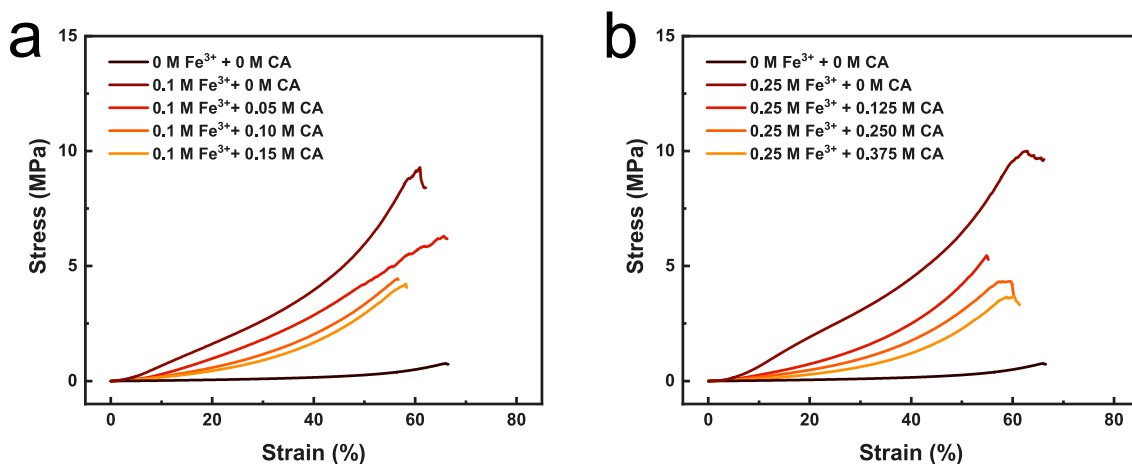 a
15
0 M Fe³⁺ + 0 M CA
0.1 M Fe³⁺+ 0 M CA
0.1 M Fe³⁺+ 0.05 M CA
0.1 M Fe³⁺+ 0.10 M CA
0.1 M Fe³⁺+ 0.15 M CA
10
5
0
Stress (MPa)
0 20 40 60 80
Strain (%)
b
15
0 M Fe³⁺ + 0 M CA
0.25 M Fe³⁺ + 0 M CA
0.25 M Fe³⁺ + 0.125 M CA
0.25 M Fe³⁺ + 0.250 M CA
0.25 M Fe³⁺ + 0.375 M CA
10
5
0
Stress (MPa)
0 20 40 60 80
Strain (%)